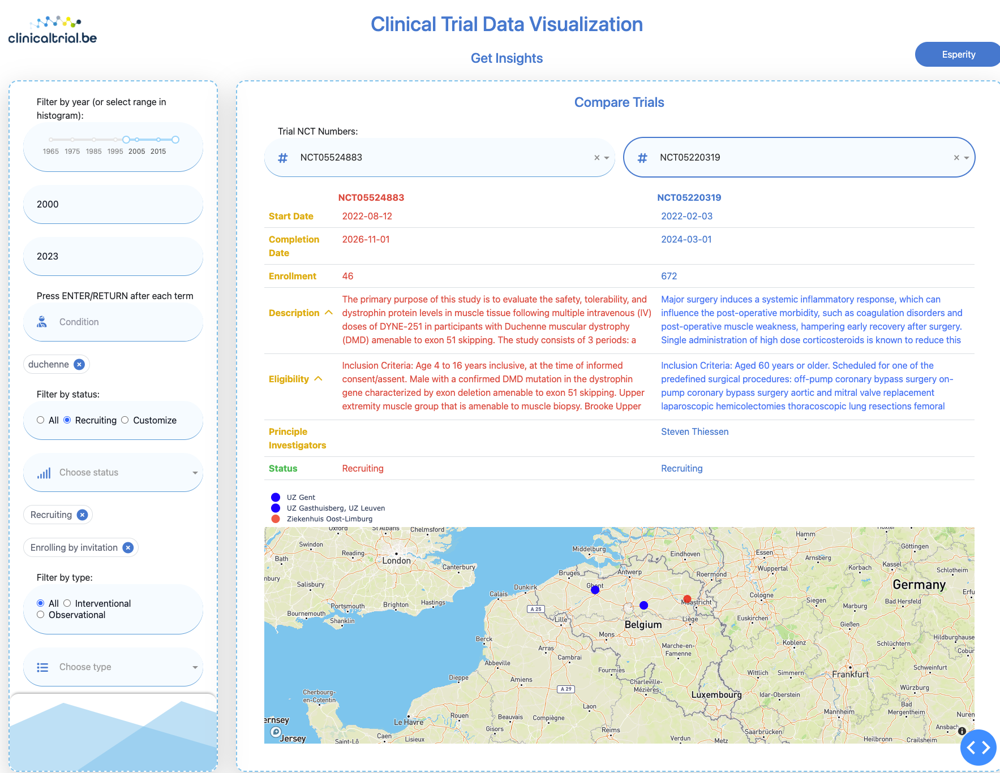 clinicaltrial.be
Clinical Trial Data Visualization
Get Insights
Esperity
Filter by year (or select range in
histogram):
1965 1975 1985 1995 2005 2015
2000
2023
Press ENTER/RETURN after each term
Condition
duchenne
Filter by status:
All Recruiting Customize
Choose status
Recruiting
Enrolling by invitation
Filter by type:
All Interventional
Observational
Choose type
Compare Trials
Trial NCT Numbers:
# NCT05524883 ×
# NCT05220319 ×
NCT05524883 NCT05220319
Start Date 2022-08-12 2022-02-03
Completion
Date
2026-11-01 2024-03-01
Enrollment 46 672
Description
The primary purpose of this study is to evaluate the safety, tolerability, and
dystrophin protein levels in muscle tissue following multiple intravenous (IV)
doses of DYNE-251 in participants with Duchenne muscular dystrophy
(DMD) amenable to exon 51 skipping. The study consists of 3 periods: a
Major surgery induces a systemic inflammatory response, which can
influence the post-operative morbidity, such as coagulation disorders and
post-operative muscle weakness, hampering early recovery after surgery.
Single administration of high dose corticosteroids is known to reduce this
Eligibility
Inclusion Criteria: Age 4 to 16 years inclusive, at the time of informed
consent/assent. Male with a confirmed DMD mutation in the dystrophin
gene characterized by exon deletion amenable to exon 51 skipping. Upper
extremity muscle group that is amenable to muscle biopsy. Brooke Upper
Inclusion Criteria: Aged 60 years or older. Scheduled for one of the
predefined surgical procedures: off-pump coronary bypass surgery on-
pump coronary bypass surgery aortic and mitral valve replacement
laparoscopic hemicolectomies thoracoscopic lung resections femoral
Principle
Investigators
Steven Thiessen
Status Recruiting Recruiting
UZ Gent
UZ Gasthuisberg, UZ Leuven
Ziekenhuis Oost-Limburg
Oxford St Albans Chelmsford
Swindon
Reading
Bath
London
Canterbury
nbury
Salisbury
Hastings
Brighton
Portsmouth
Bournemouth
Shanklin
Middelburg
Eindhoven
Bruges
Antwerp
Roermond
Ghent
Dunkirk
Calais
Maastricht
A 25
Lille
Belgium
Liège
Mons
Berck
Arras
Marche-en-
Famenne
Cambrai
Abbeville
Fourmies
Dieppe
Amiens
A 29
Charleville-
Mézières
Luxembourg
Cherbourg-
en-Cotentin
Laon
Rouen
Beauvais
Compiègne
Le Havre
ernsey
Jersey
Gisors
Reims
Caen
Lisieux
Saint-Lô
Verdun
Metz
Hamm
Höxter
Göttingen
Essen
Arnsberg
Wuppertal
Korbach
Kassel
Schlotheim
Germany
Erfu
Cologne
Siegen
Bad Hersfeld
Marburg
Euskirchen
Gießen
Hildburghause
Koblenz
Schlüchtern
Cobur
Wittlich
Simmern
Frankfurt
Schweinfurt
Idar-Oberstein
Würzburg
Mannheim
Bad
Mergentheim
Nuren
Saarbrücken
Ansbach
Heilbronn
Crailsheim